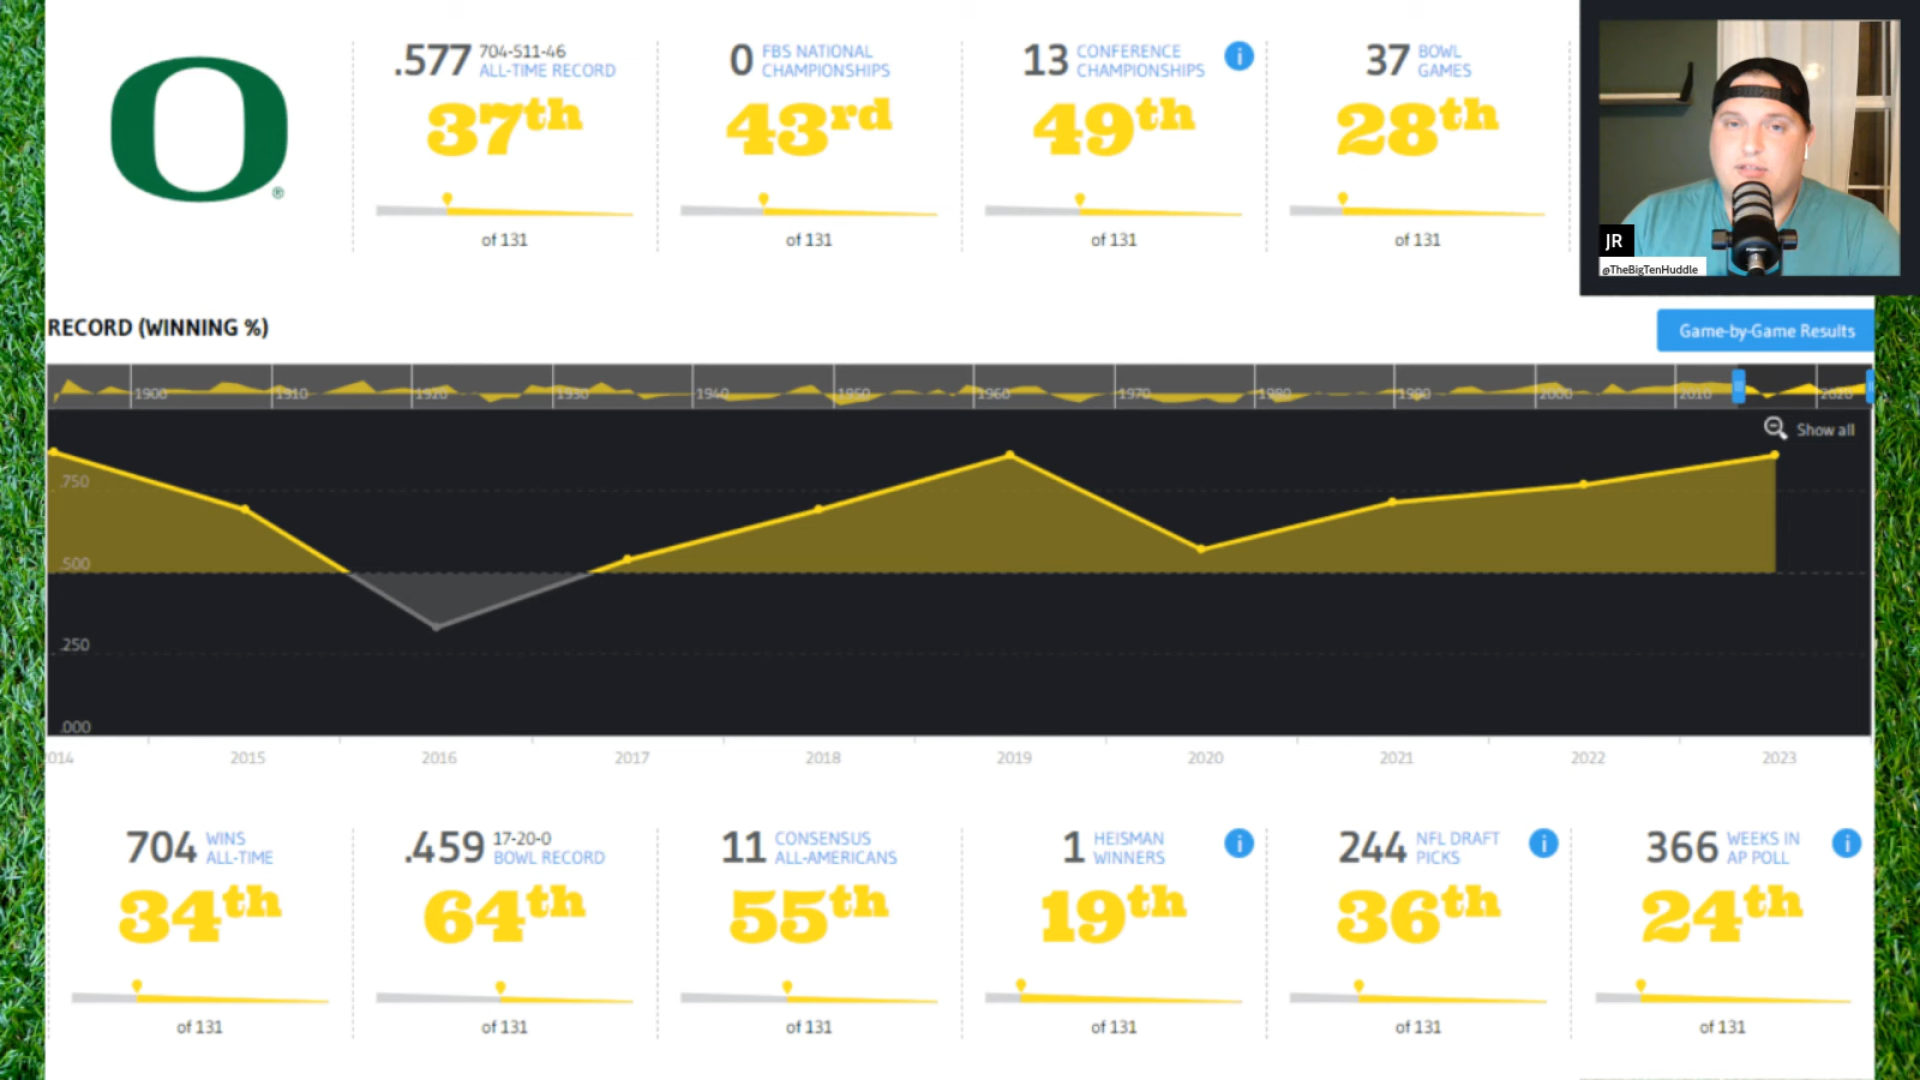 O
®
.577 704-511-46
ALL-TIME RECORD
37th
of 131
0 FBS NATIONAL
CHAMPIONSHIPS
43rd
of 131
13 CONFERENCE
CHAMPIONSHIPS
i
49th
of 131
37 BOWL
GAMES
28th
of 131
JR
@TheBigTenHuddle
RECORD (WINNING %)
Game-by-Game Results
1900 1910 1920 1930 1940 1950 1960 1970 1980 1990 2000 2010 2020
Show all
.750
.500
.250
.000
2014 2015 2016 2017 2018 2019 2020 2021 2022 2023
704 WINS
ALL-TIME
34th
of 131
.459 17-20-0
BOWL RECORD
64th
of 131
11 CONSENSUS
ALL-AMERICANS
55th
of 131
1 HEISMAN
WINNERS
i
19th
of 131
244 NFL DRAFT
PICKS
i
36th
of 131
366 WEEKS IN
AP POLL
i
24th
of 131